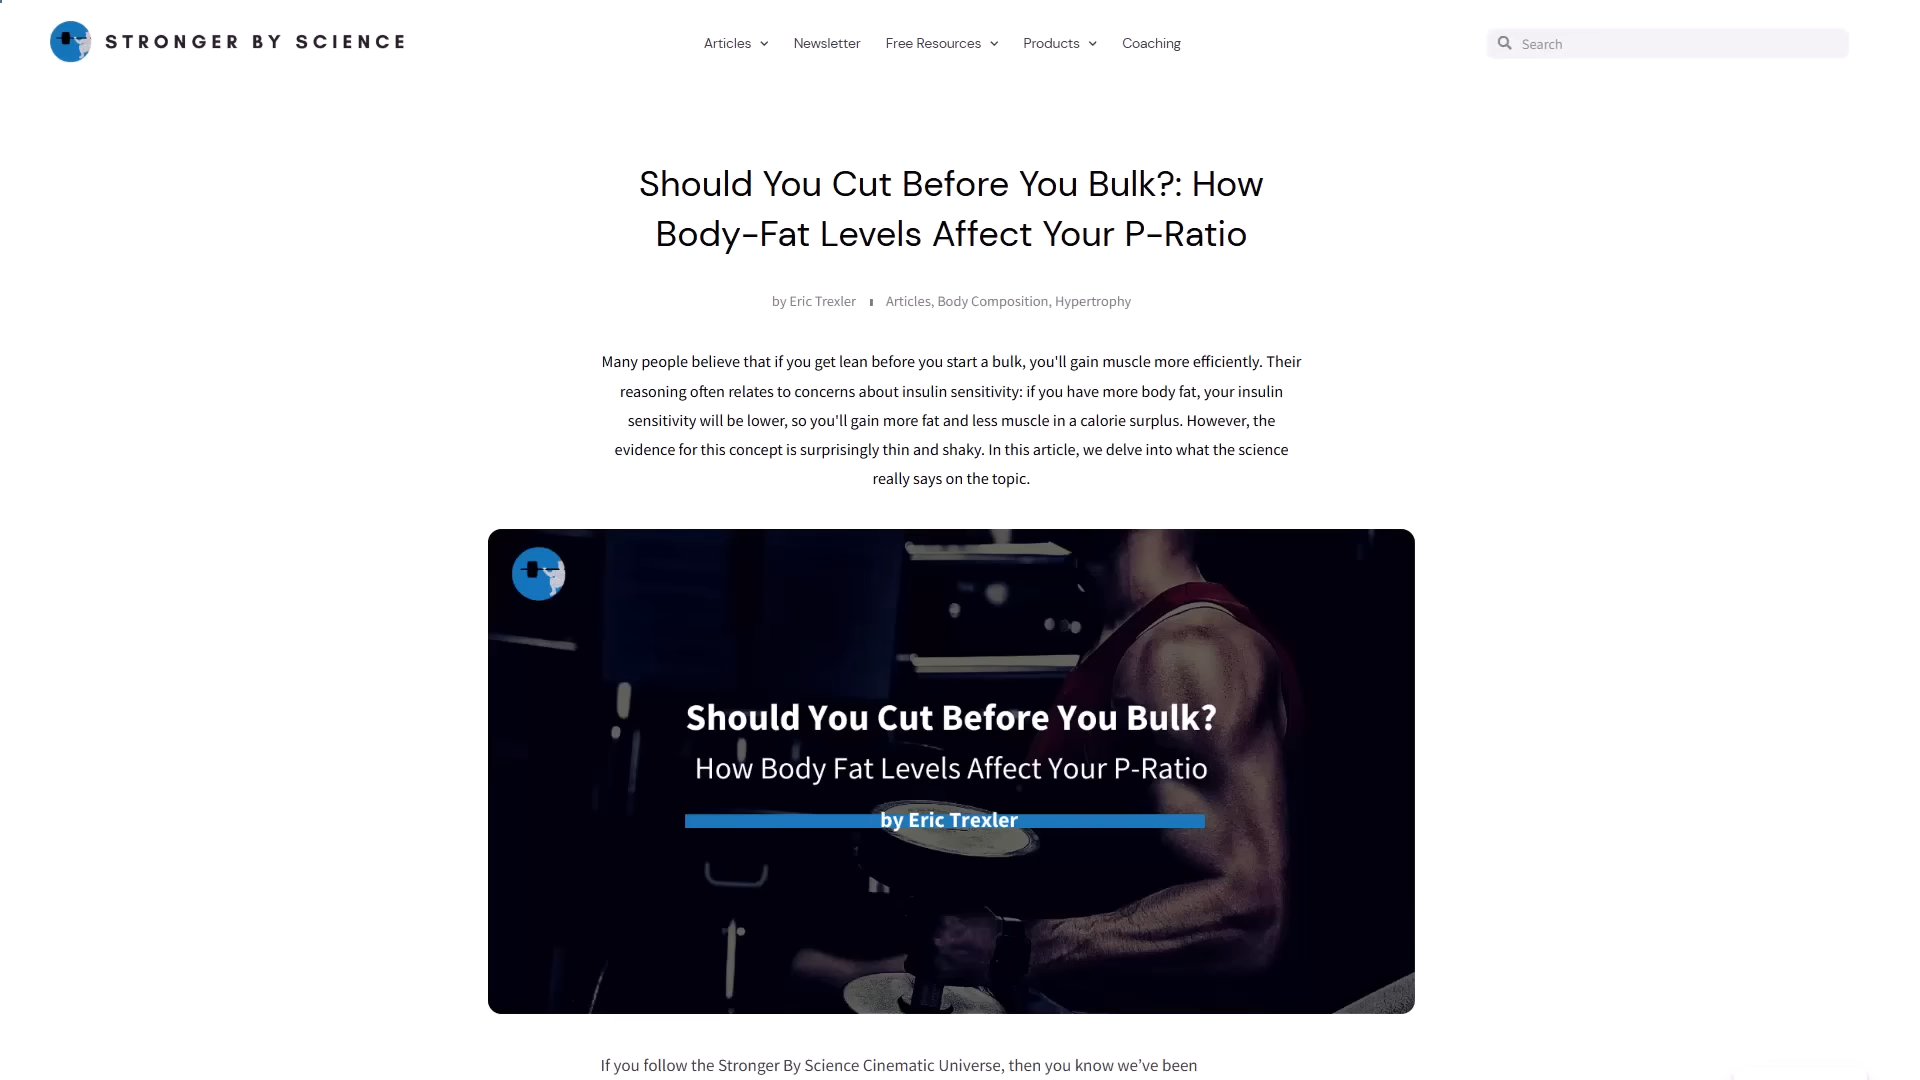 STRONGER BY SCIENCE
Articles Newsletter Free Resources Products Coaching
Search
Should You Cut Before You Bulk?: How
Body-Fat Levels Affect Your P-Ratio
by Eric Trexler
Articles, Body Composition, Hypertrophy
Many people believe that if you get lean before you start a bulk, you'll gain muscle more efficiently. Their
reasoning often relates to concerns about insulin sensitivity: if you have more body fat, your insulin
sensitivity will be lower, so you'll gain more fat and less muscle in a calorie surplus. However, the
evidence for this concept is surprisingly thin and shaky. In this article, we delve into what the science
really says on the topic.
Should You Cut Before You Bulk?
How Body Fat Levels Affect Your P-Ratio
by Eric Trexler
If you follow the Stronger By Science Cinematic Universe, then you know we’ve been